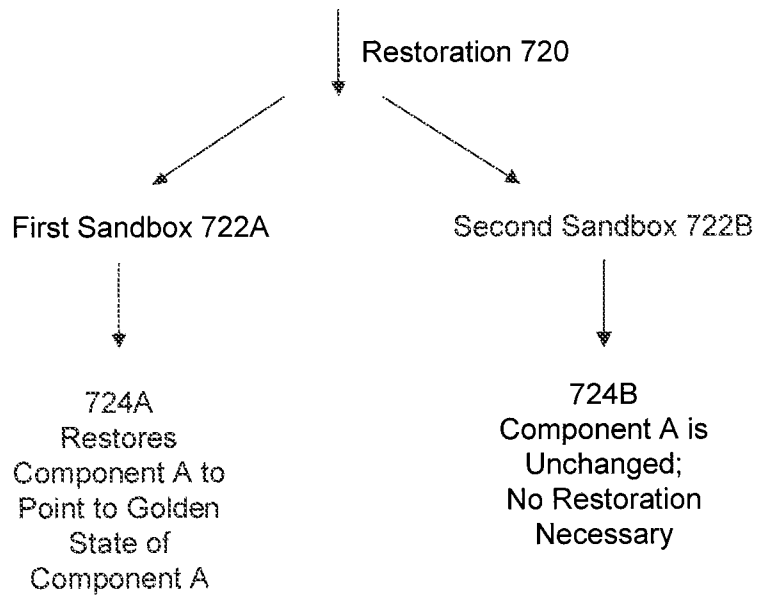 Restoration 720
First Sandbox 722A
Second Sandbox 722B
724A
Restores
Component A to
Point to Golden
State of
Component A
724B
Component A is
Unchanged;
No Restoration
Necessary